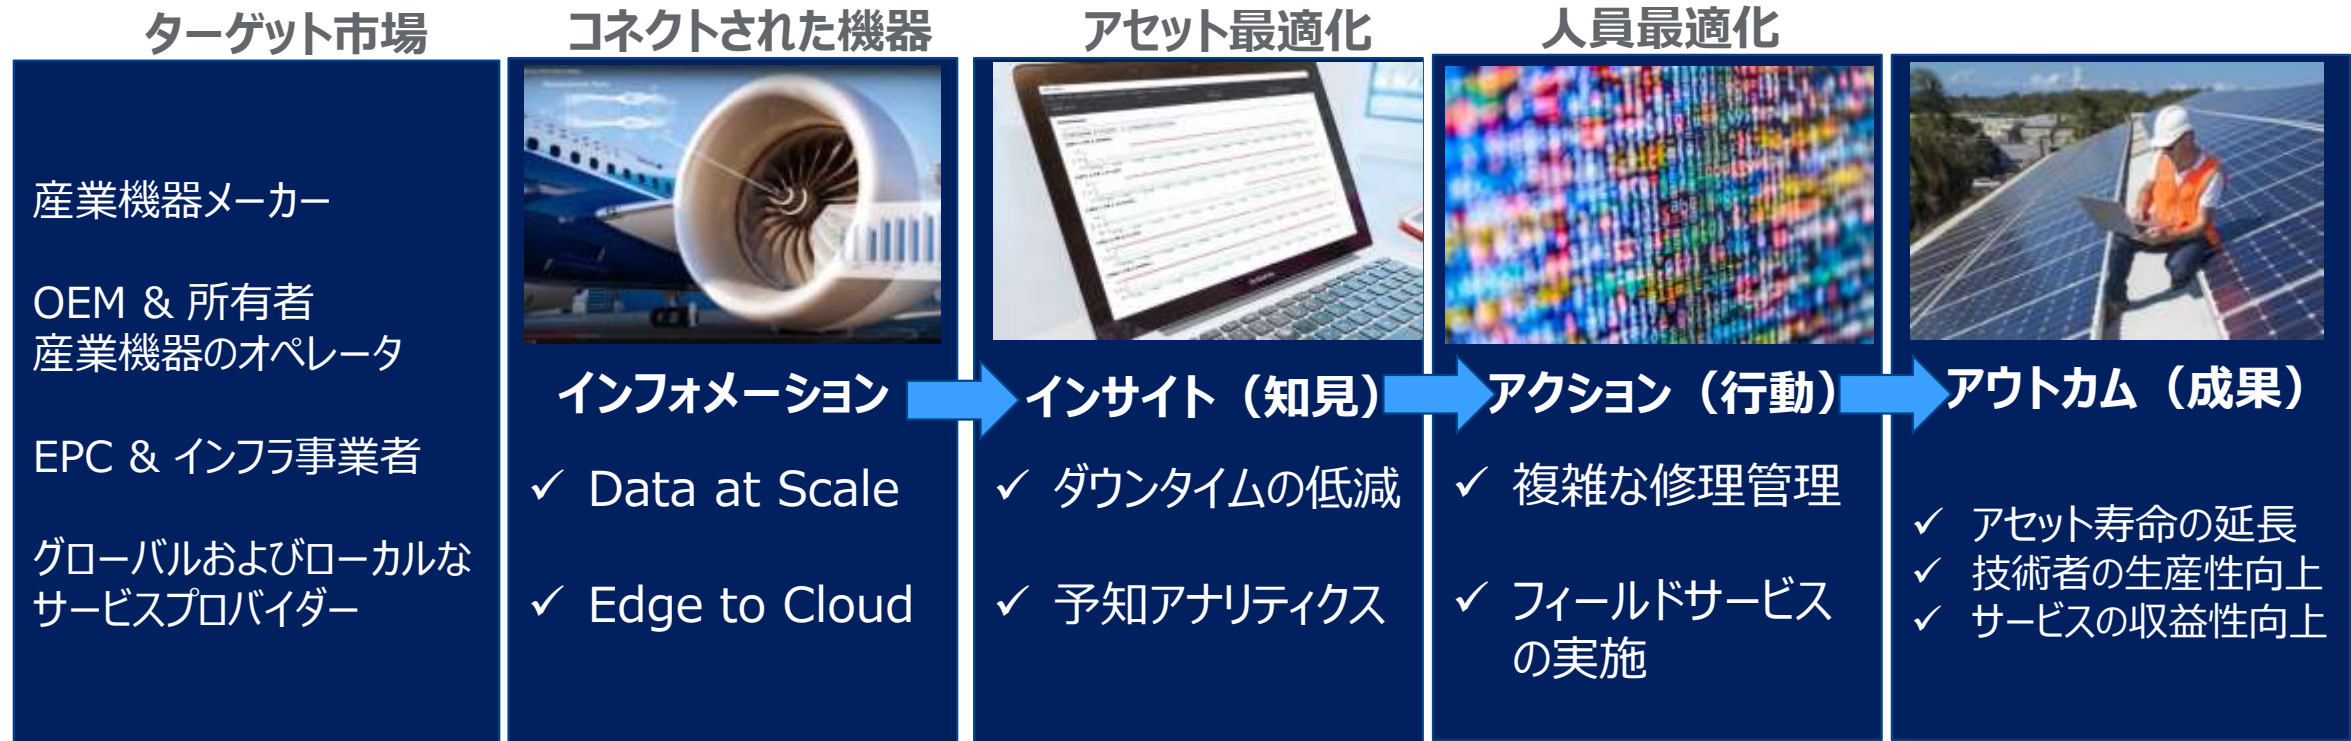 ターゲット市場
産業機器メーカー
OEM & 所有者
産業機器のオペレータ
EPC & インフラ事業者
グローバルおよびローカルな
サービスプロバイダー
コネクトされた機器
インフォメーション
✓ Data at Scale
✓ Edge to Cloud
アセット最適化
インサイト（知見）
✓ ダウンタイムの低減
✓ 予知アナリティクス
人員最適化
アクション（行動）
✓ 複雑な修理管理
✓ フィールドサービス
の実施
アウトカム（成果）
✓ アセット寿命の延長
✓ 技術者の生産性向上
✓ サービスの収益性向上